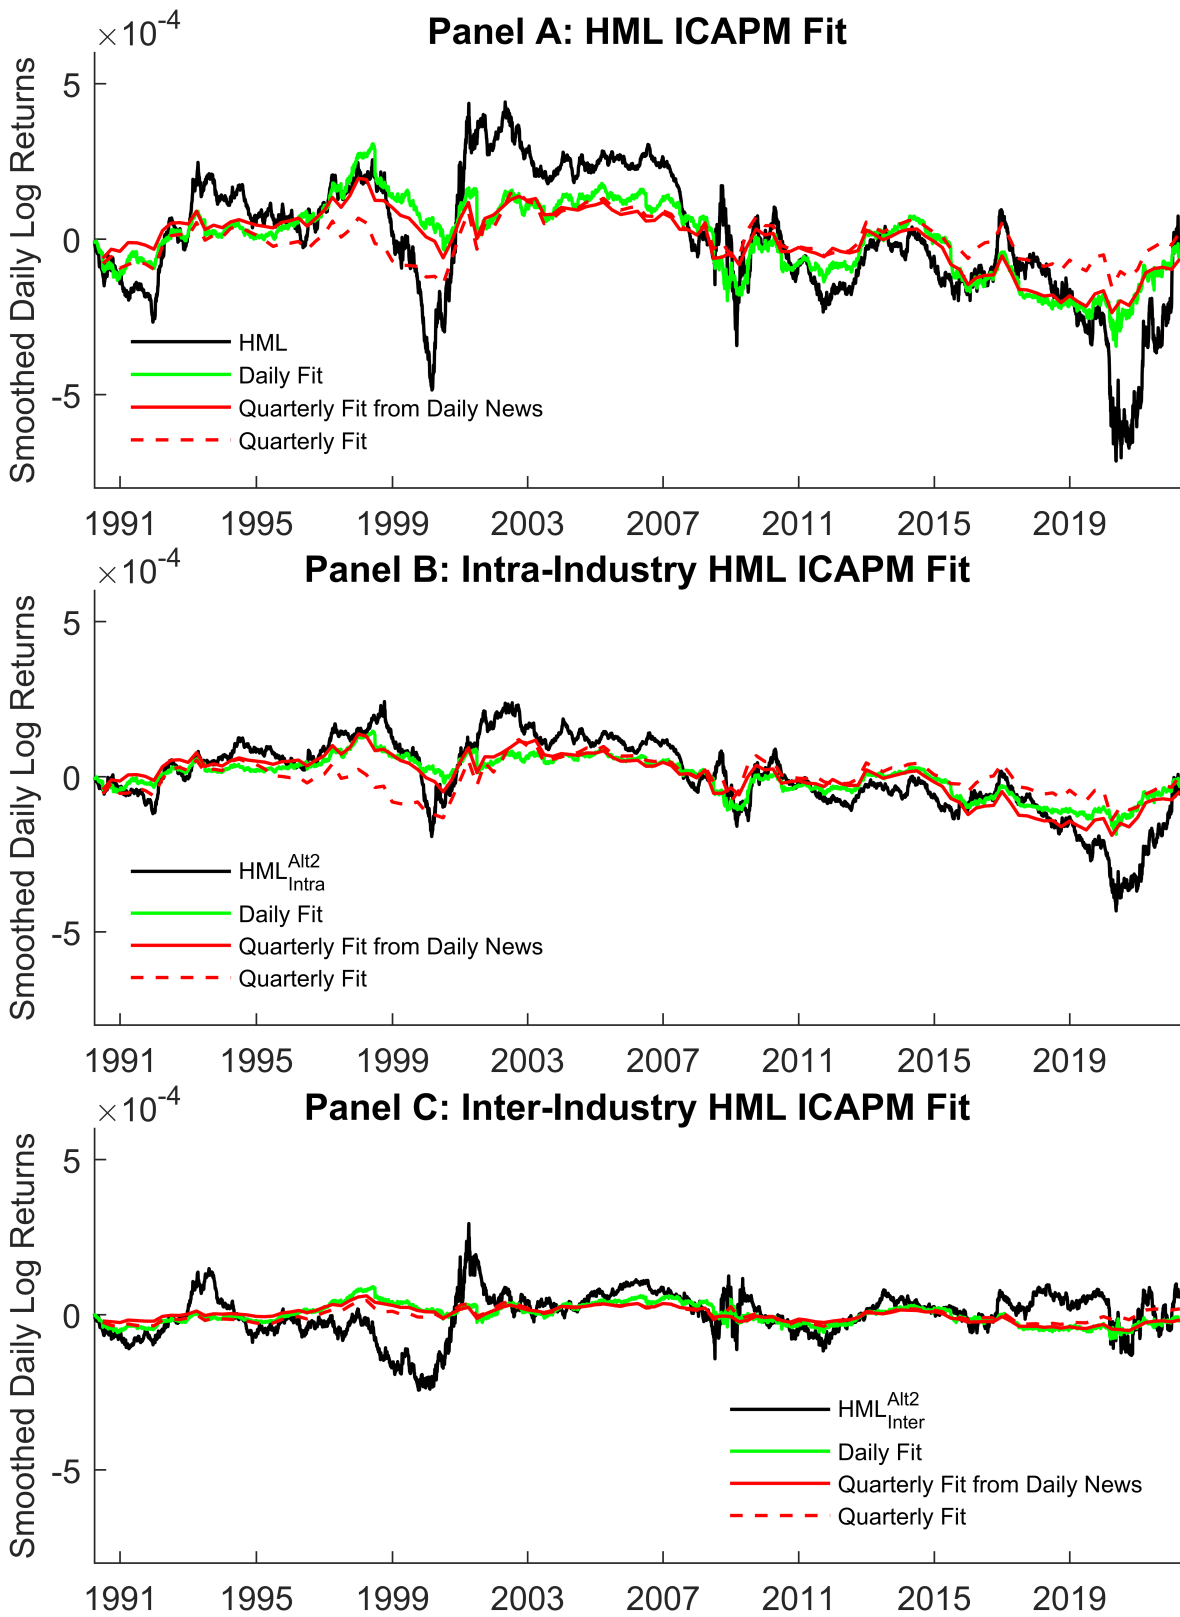 Panel A: HML ICAPM Fit
×10-4
Smoothed Daily Log Returns
5
0
-5
HML
Daily Fit
Quarterly Fit from Daily News
Quarterly Fit
1991 1995 1999 2003 2007 2011 2015 2019
Panel B: Intra-Industry HML ICAPM Fit
×10-4
Smoothed Daily Log Returns
5
0
-5
HML Alt2 Intra
Daily Fit
Quarterly Fit from Daily News
Quarterly Fit
1991 1995 1999 2003 2007 2011 2015 2019
Panel C: Inter-Industry HML ICAPM Fit
×10-4
Smoothed Daily Log Returns
5
0
-5
HML Alt2 Inter
Daily Fit
Quarterly Fit from Daily News
Quarterly Fit
1991 1995 1999 2003 2007 2011 2015 2019